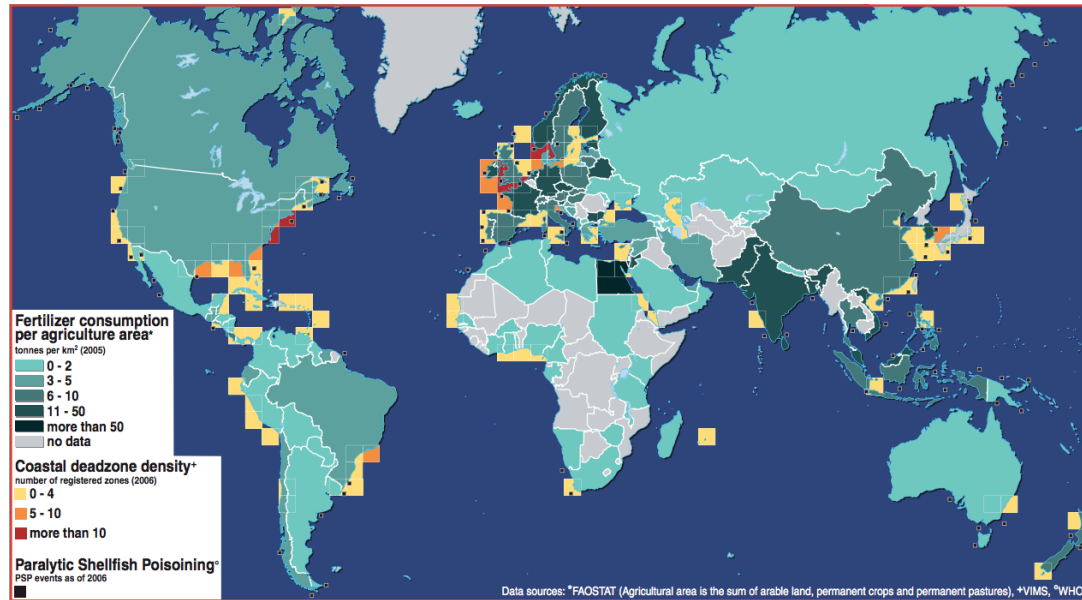 Fertilizer consumption
per agriculture area*
tonnes per km² (2005)
0 - 2
3 - 5
6 - 10
11 - 50
more than 50
no data
Coastal deadzone density⁺
number of registered zones (2006)
0 - 4
5 - 10
more than 10
Paralytic Shellfish Poisoining°
PSP events as of 2006
Data sources: *FAOSTAT (Agricultural area is the sum of arable land, permanent crops and permanent pastures), +VIMS, °WHO